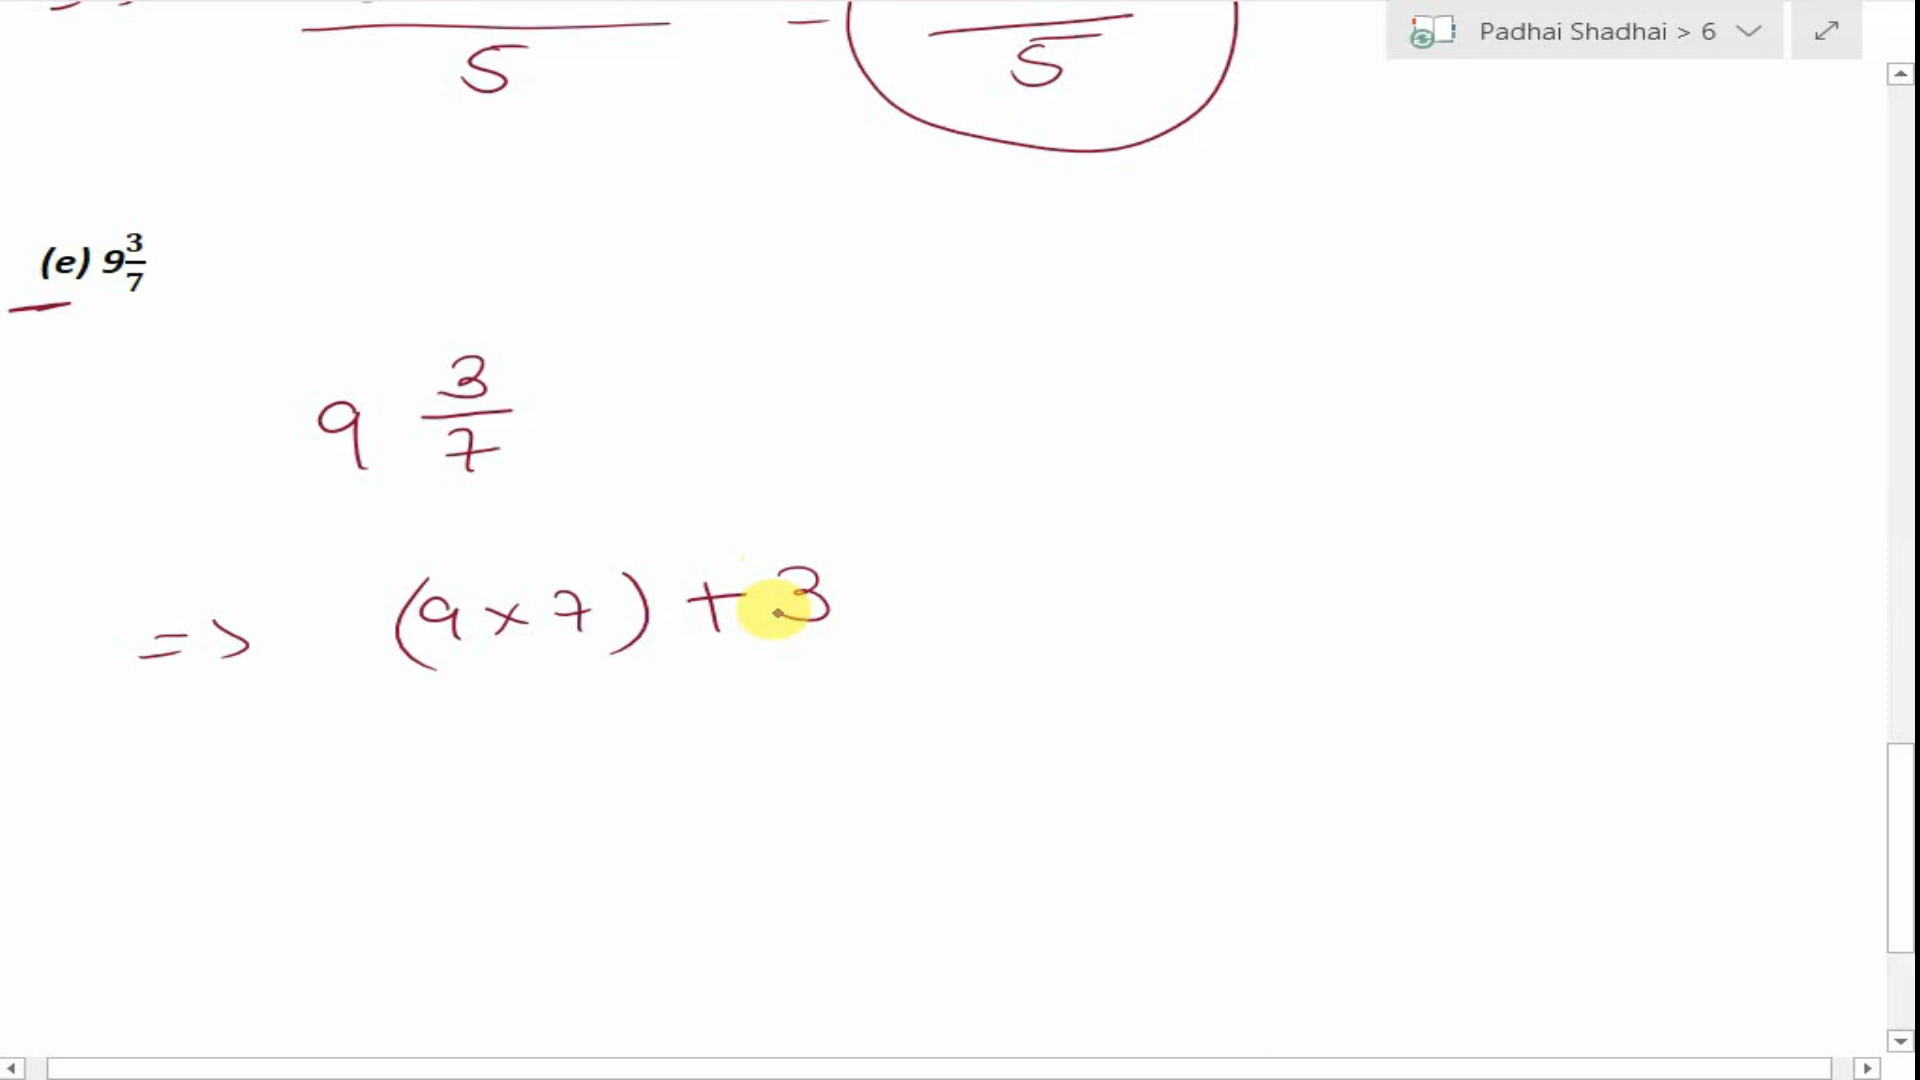 Padhai Shadhai > 6
5 = 5
(e) 9 3/7
9 3/7
=> (9 × 7) + 3